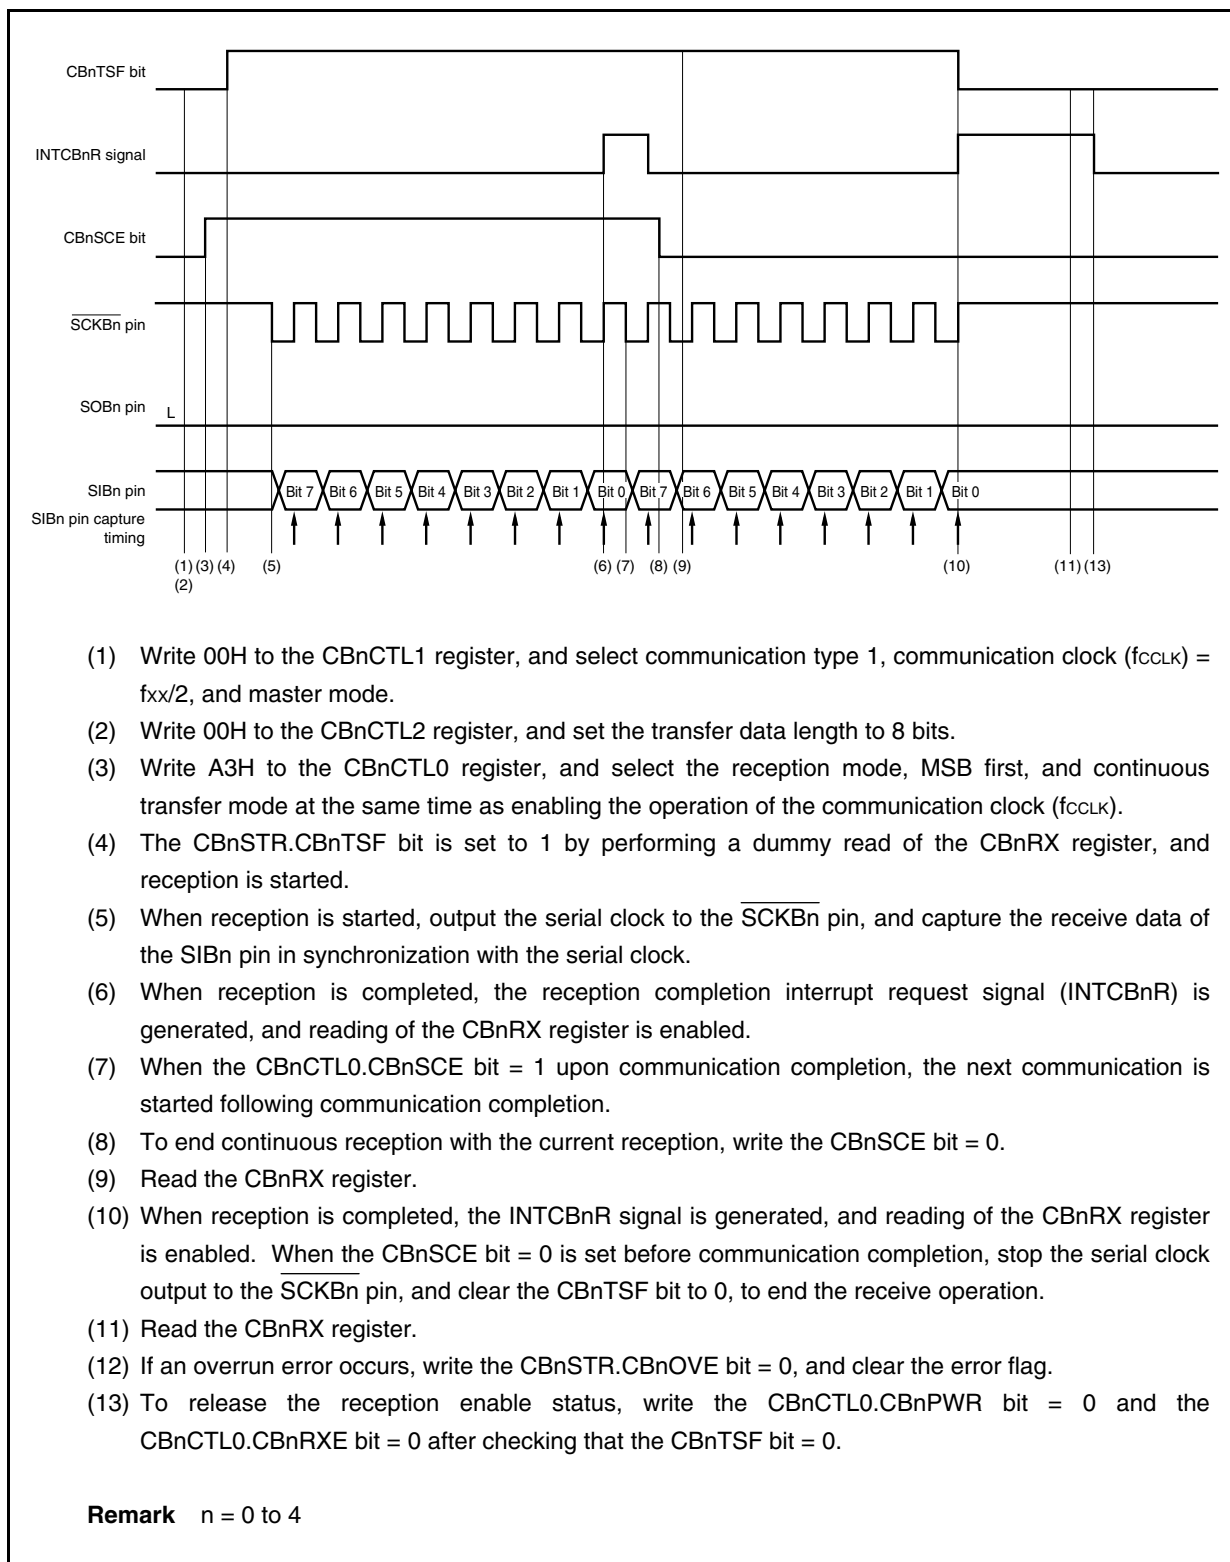 CBnTSF bit
INTCBnR signal
CBnSCE bit
SCKBn pin
SOBn pin L
SIBn pin Bit 7 Bit 6 Bit 5 Bit 4 Bit 3 Bit 2 Bit 1 Bit 0 Bit 7 Bit 6 Bit 5 Bit 4 Bit 3 Bit 2 Bit 1 Bit 0
SIBn pin capture
timing
(1) (3) (4) (5) (6) (7) (8) (9) (10) (11) (13)
(2)
(1) Write 00H to the CBnCTL1 register, and select communication type 1, communication clock (fCCLK) =
fxx/2, and master mode.
(2) Write 00H to the CBnCTL2 register, and set the transfer data length to 8 bits.
(3) Write A3H to the CBnCTL0 register, and select the reception mode, MSB first, and continuous
transfer mode at the same time as enabling the operation of the communication clock (fCCLK).
(4) The CBnSTR.CBnTSF bit is set to 1 by performing a dummy read of the CBnRX register, and
reception is started.
(5) When reception is started, output the serial clock to the SCKBn pin, and capture the receive data of
the SIBn pin in synchronization with the serial clock.
(6) When reception is completed, the reception completion interrupt request signal (INTCBnR) is
generated, and reading of the CBnRX register is enabled.
(7) When the CBnCTL0.CBnSCE bit = 1 upon communication completion, the next communication is
started following communication completion.
(8) To end continuous reception with the current reception, write the CBnSCE bit = 0.
(9) Read the CBnRX register.
(10) When reception is completed, the INTCBnR signal is generated, and reading of the CBnRX register
is enabled. When the CBnSCE bit = 0 is set before communication completion, stop the serial clock
output to the SCKBn pin, and clear the CBnTSF bit to 0, to end the receive operation.
(11) Read the CBnRX register.
(12) If an overrun error occurs, write the CBnSTR.CBnOVE bit = 0, and clear the error flag.
(13) To release the reception enable status, write the CBnCTL0.CBnPWR bit = 0 and the
CBnCTL0.CBnRXE bit = 0 after checking that the CBnTSF bit = 0.
Remark n = 0 to 4